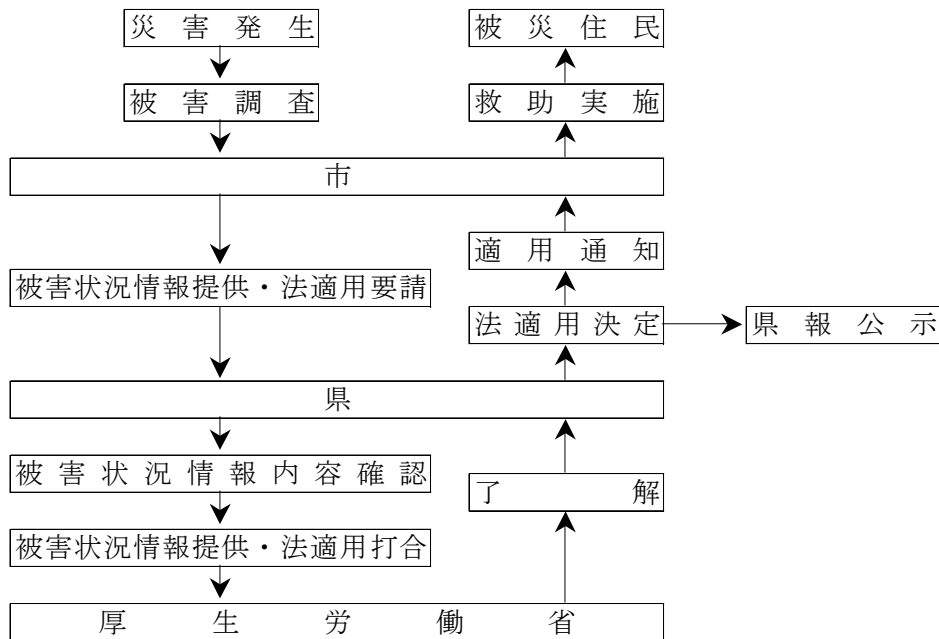 災害発生
被災住民
被害調査
救助実施
市
適用通知
被害状況情報提供・法適用要請
法適用決定
県報公示
県
被害状況情報内容確認
了解
被害状況情報提供・法適用打合
厚生労働省